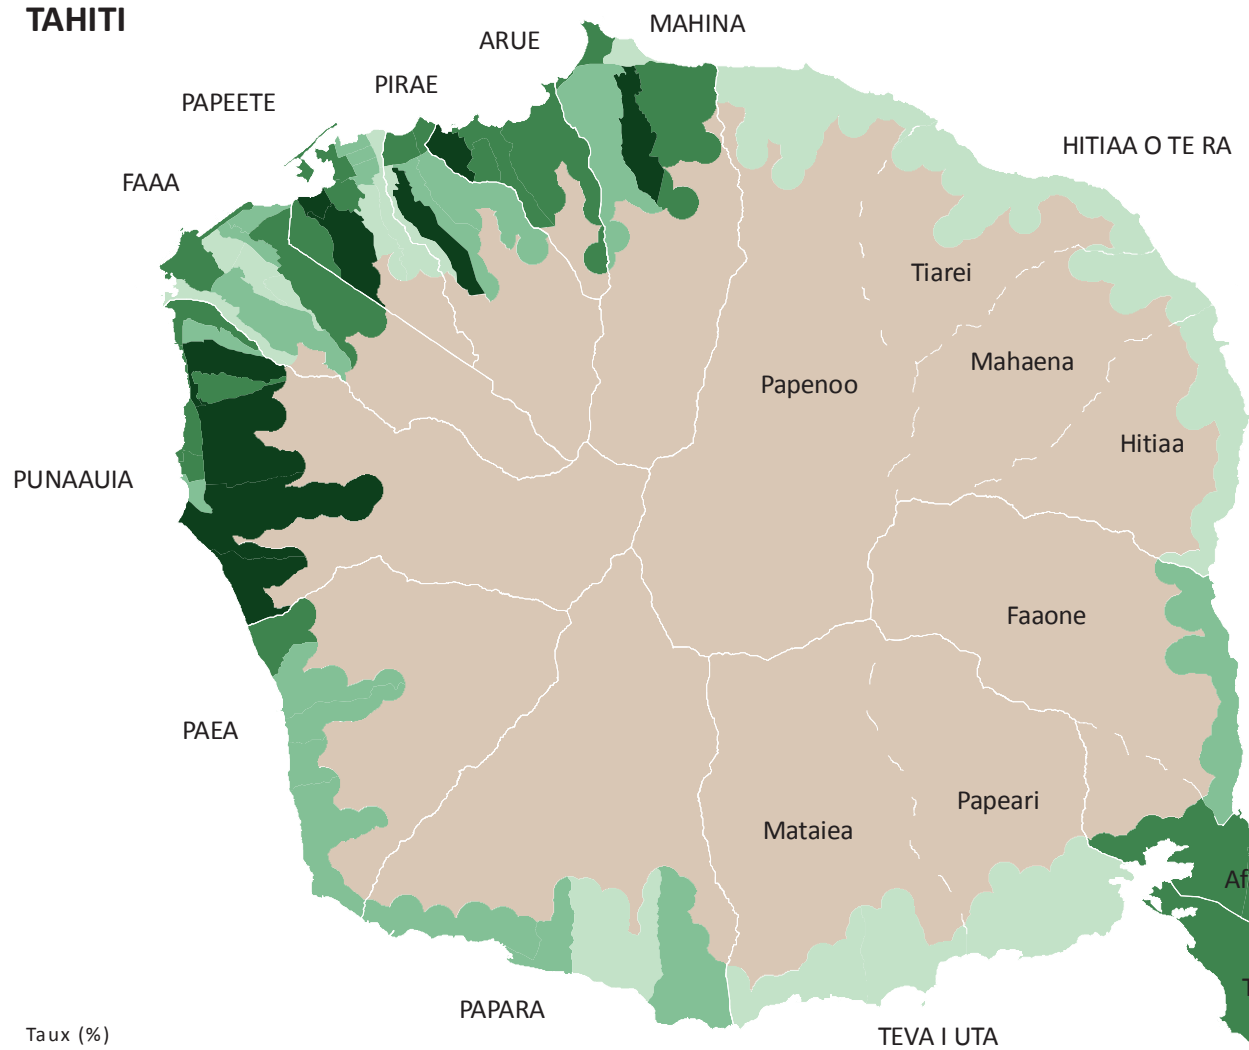 TAHITI
MAHINA
ARUE
PIRAE
PAPEETE
HITIAA O TE RA
FAAA
Tiarei
Mahaena
Papenoo
Hitiaa
PUNAAUIA
Faaone
PAEA
Papeari
Mataiea
Af
T
PAPARA
Taux (%)
TEVA I UTA